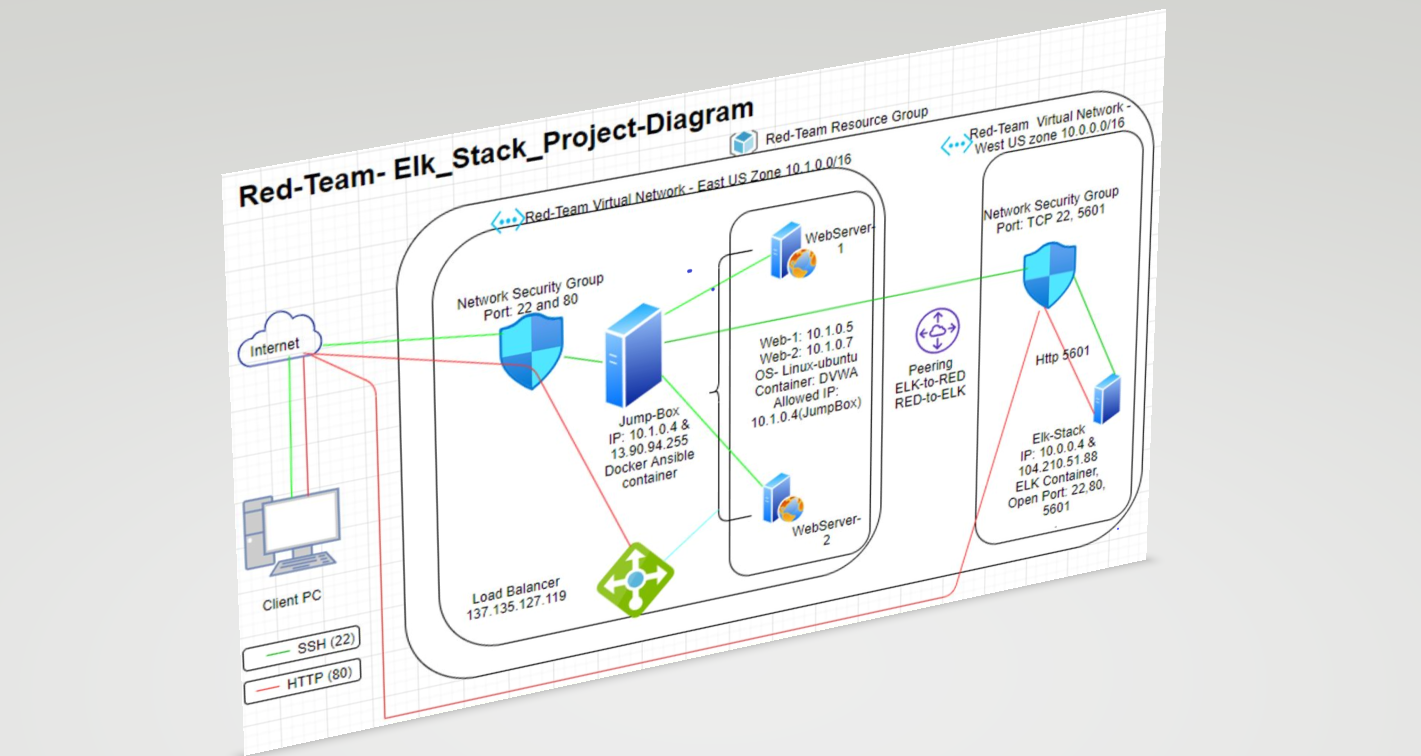 Red-Team- Elk_Stack_Project-Diagram
Red-Team Resource Group
Red-Team Virtual Network -
West US zone 10.0.0.0/16
Red-Team Virtual Network - East US Zone 10.1.0.0/16
Network Security Group
Port: 22 and 80
Internet
Client PC
SSH (22)
HTTP (80)
Jump-Box
IP: 10.1.0.4 &
13.90.94.255
Docker Ansible
container
Load Balancer
137.135.127.119
WebServer-
1
Web-1: 10.1.0.5
Web-2: 10.1.0.7
OS- Linux-ubuntu
Container: DVWA
Allowed IP:
10.1.0.4(JumpBox)
WebServer-
2
Peering
ELK-to-RED
RED-to-ELK
Network Security Group
Port: TCP 22, 5601
Http 5601
Elk-Stack
IP: 10.0.0.4 &
104.210.51.88
ELK Container,
Open Port: 22,80,
5601